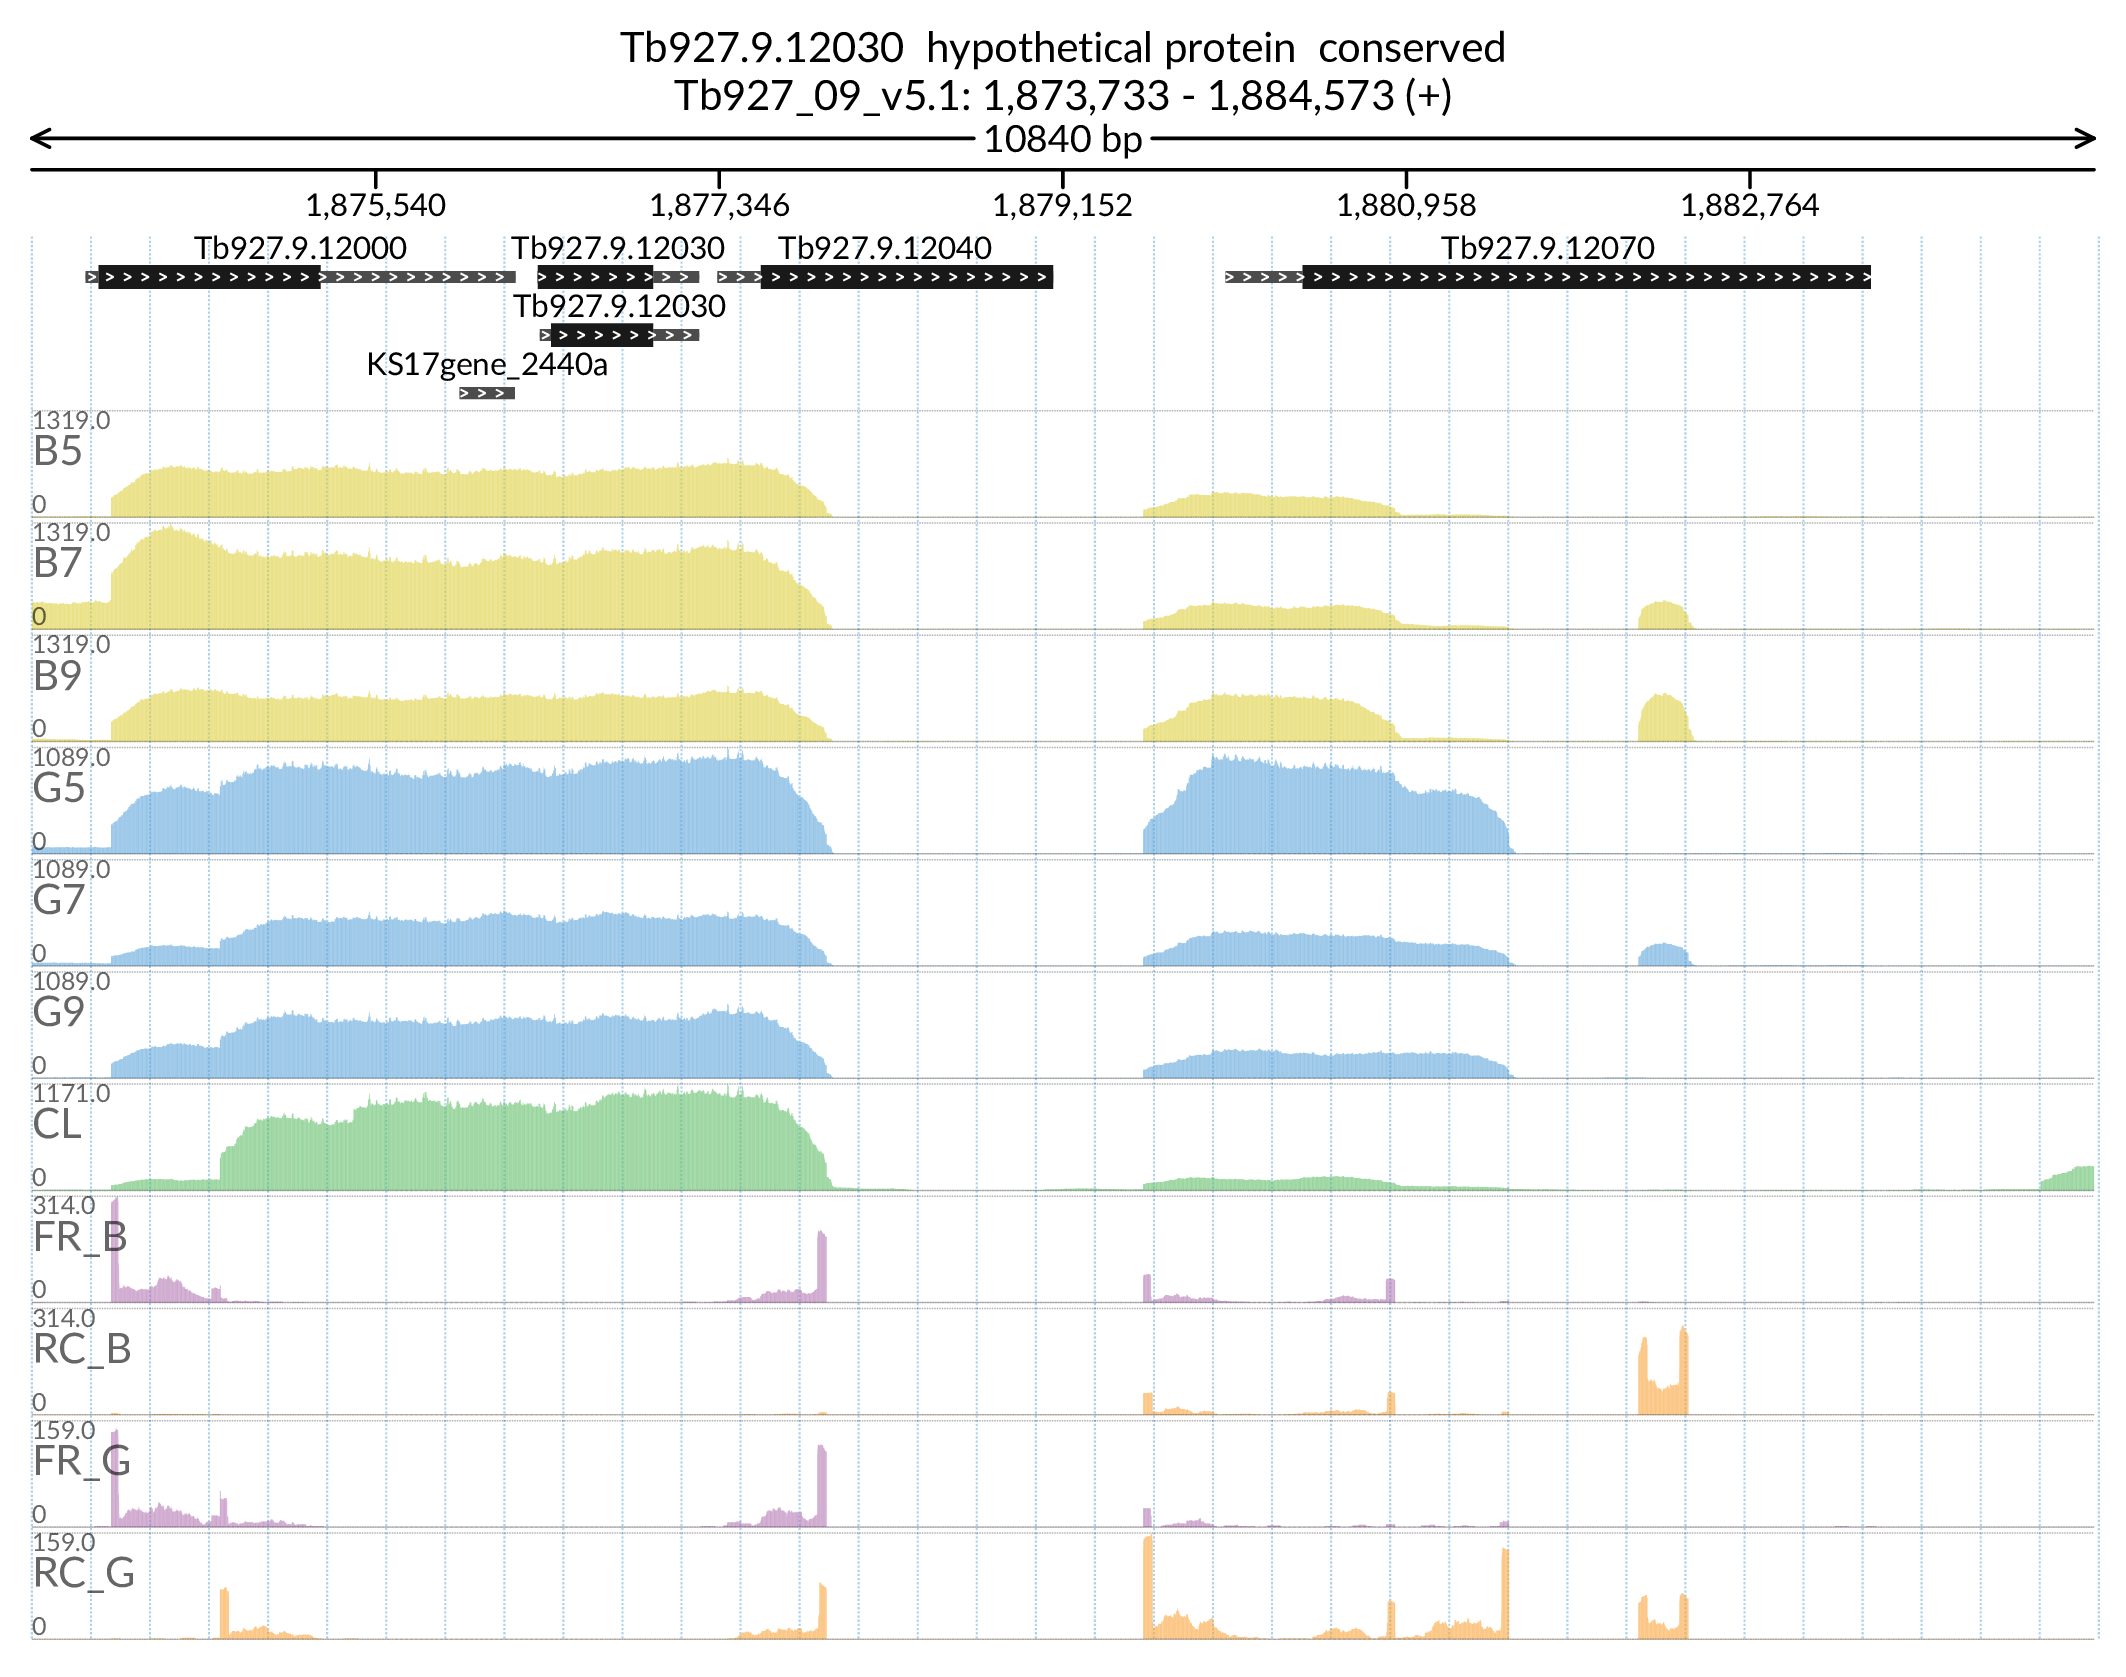 Tb927.9.12030  hypothetical protein  conserved
Tb927_09_v5.1: 1,873,733 - 1,884,573 (+)
10840 bp
1,875,540 1,877,346 1,879,152 1,880,958 1,882,764
Tb927.9.12000 Tb927.9.12030 Tb927.9.12040 Tb927.9.12070
Tb927.9.12030
KS17gene_2440a
1319.0
B5
0
1319.0
B7
0
1319.0
B9
0
1089.0
G5
0
1089.0
G7
0
1089.0
G9
0
1171.0
CL
0
314.0
FR_B
0
314.0
RC_B
0
159.0
FR_G
0
159.0
RC_G
0